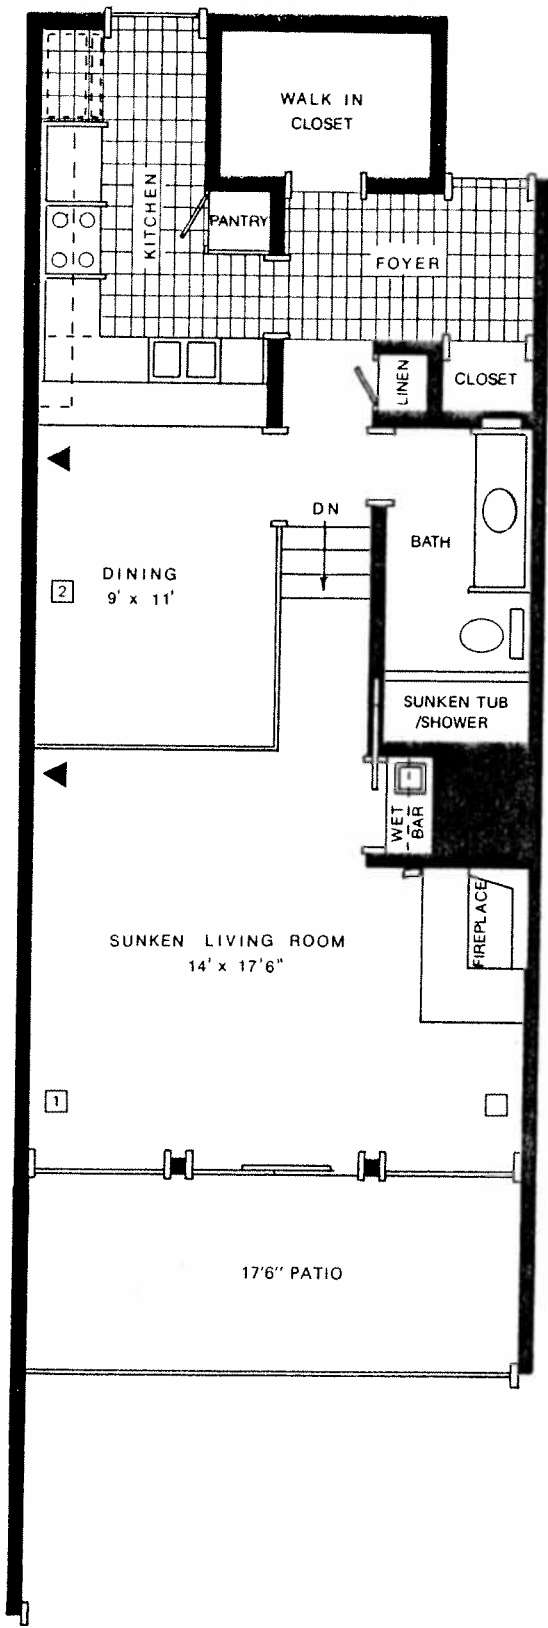 WALK IN
CLOSET
KITCHEN
PANTRY
FOYER
LINEN
CLOSET
DN
BATH
DINING
9' x 11'
2
SUNKEN TUB
/SHOWER
WET
BAR
FIREPLACE
SUNKEN LIVING ROOM
14' x 17'6"
1
17'6" PATIO